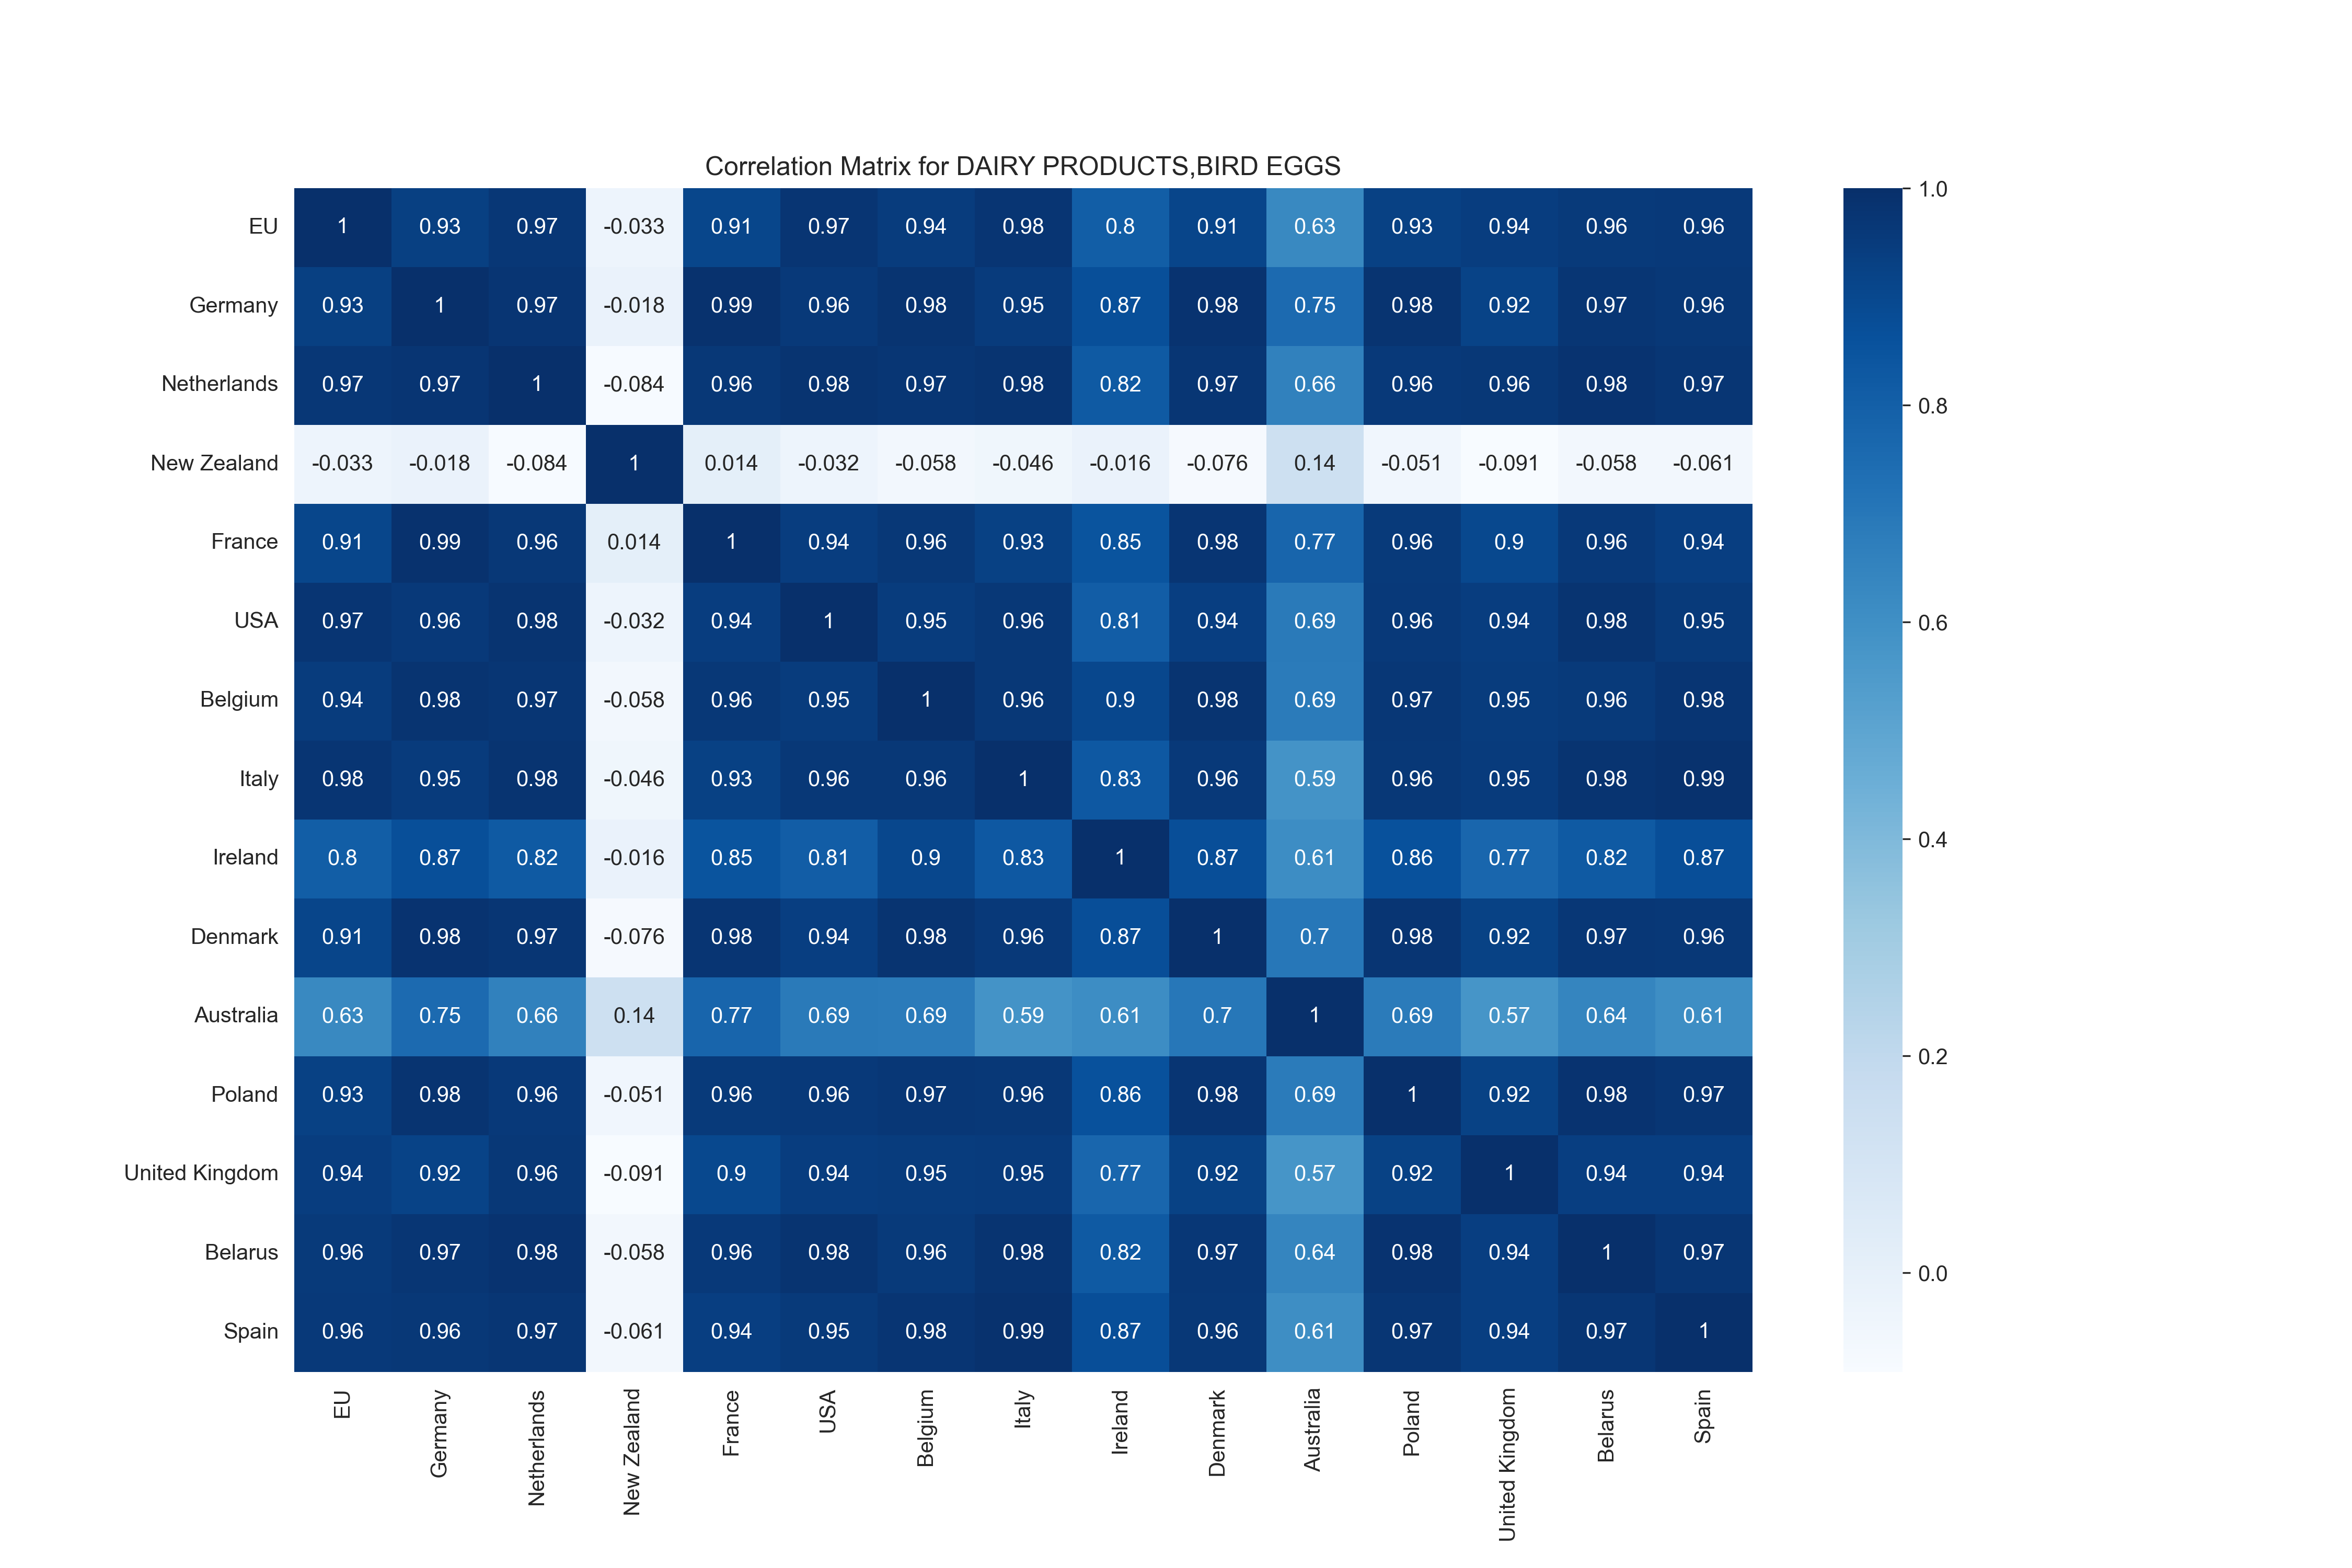 Correlation Matrix for DAIRY PRODUCTS,BIRD EGGS
EU 1 0.93 0.97 -0.033 0.91 0.97 0.94 0.98 0.8 0.91 0.63 0.93 0.94 0.96 0.96
Germany 0.93 1 0.97 -0.018 0.99 0.96 0.98 0.95 0.87 0.98 0.75 0.98 0.92 0.97 0.96
Netherlands 0.97 0.97 1 -0.084 0.96 0.98 0.97 0.98 0.82 0.97 0.66 0.96 0.96 0.98 0.97
New Zealand -0.033 -0.018 -0.084 1 0.014 -0.032 -0.058 -0.046 -0.016 -0.076 0.14 -0.051 -0.091 -0.058 -0.061
France 0.91 0.99 0.96 0.014 1 0.94 0.96 0.93 0.85 0.98 0.77 0.96 0.9 0.96 0.94
USA 0.97 0.96 0.98 -0.032 0.94 1 0.95 0.96 0.81 0.94 0.69 0.96 0.94 0.98 0.95
Belgium 0.94 0.98 0.97 -0.058 0.96 0.95 1 0.96 0.9 0.98 0.69 0.97 0.95 0.96 0.98
Italy 0.98 0.95 0.98 -0.046 0.93 0.96 0.96 1 0.83 0.96 0.59 0.96 0.95 0.98 0.99
Ireland 0.8 0.87 0.82 -0.016 0.85 0.81 0.9 0.83 1 0.87 0.61 0.86 0.77 0.82 0.87
Denmark 0.91 0.98 0.97 -0.076 0.98 0.94 0.98 0.96 0.87 1 0.7 0.98 0.92 0.97 0.96
Australia 0.63 0.75 0.66 0.14 0.77 0.69 0.69 0.59 0.61 0.7 1 0.69 0.57 0.64 0.61
Poland 0.93 0.98 0.96 -0.051 0.96 0.96 0.97 0.96 0.86 0.98 0.69 1 0.92 0.98 0.97
United Kingdom 0.94 0.92 0.96 -0.091 0.9 0.94 0.95 0.95 0.77 0.92 0.57 0.92 1 0.94 0.94
Belarus 0.96 0.97 0.98 -0.058 0.96 0.98 0.96 0.98 0.82 0.97 0.64 0.98 0.94 1 0.97
Spain 0.96 0.96 0.97 -0.061 0.94 0.95 0.98 0.99 0.87 0.96 0.61 0.97 0.94 0.97 1
EU Germany Netherlands New Zealand France USA Belgium Italy Ireland Denmark Australia Poland United Kingdom Belarus Spain
1.0
0.8
0.6
0.4
0.2
0.0